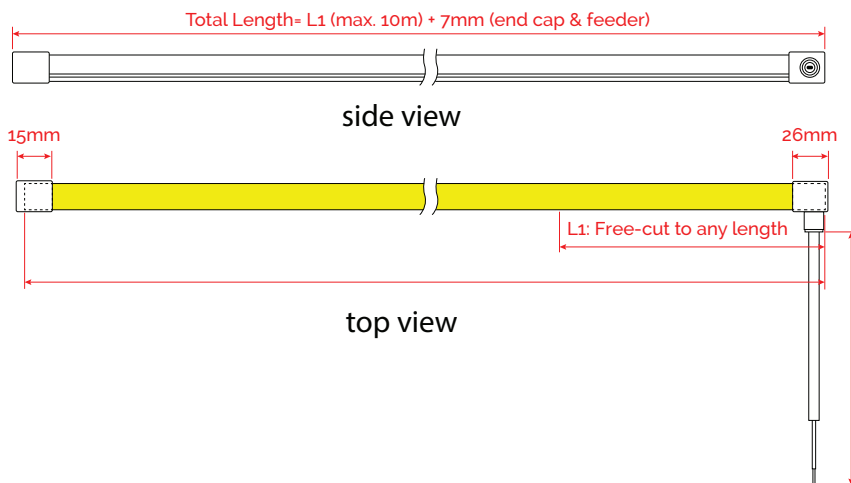 Total Length= L1 (max. 10m) + 7mm (end cap & feeder)
side view
15mm
26mm
L1: Free-cut to any length
top view